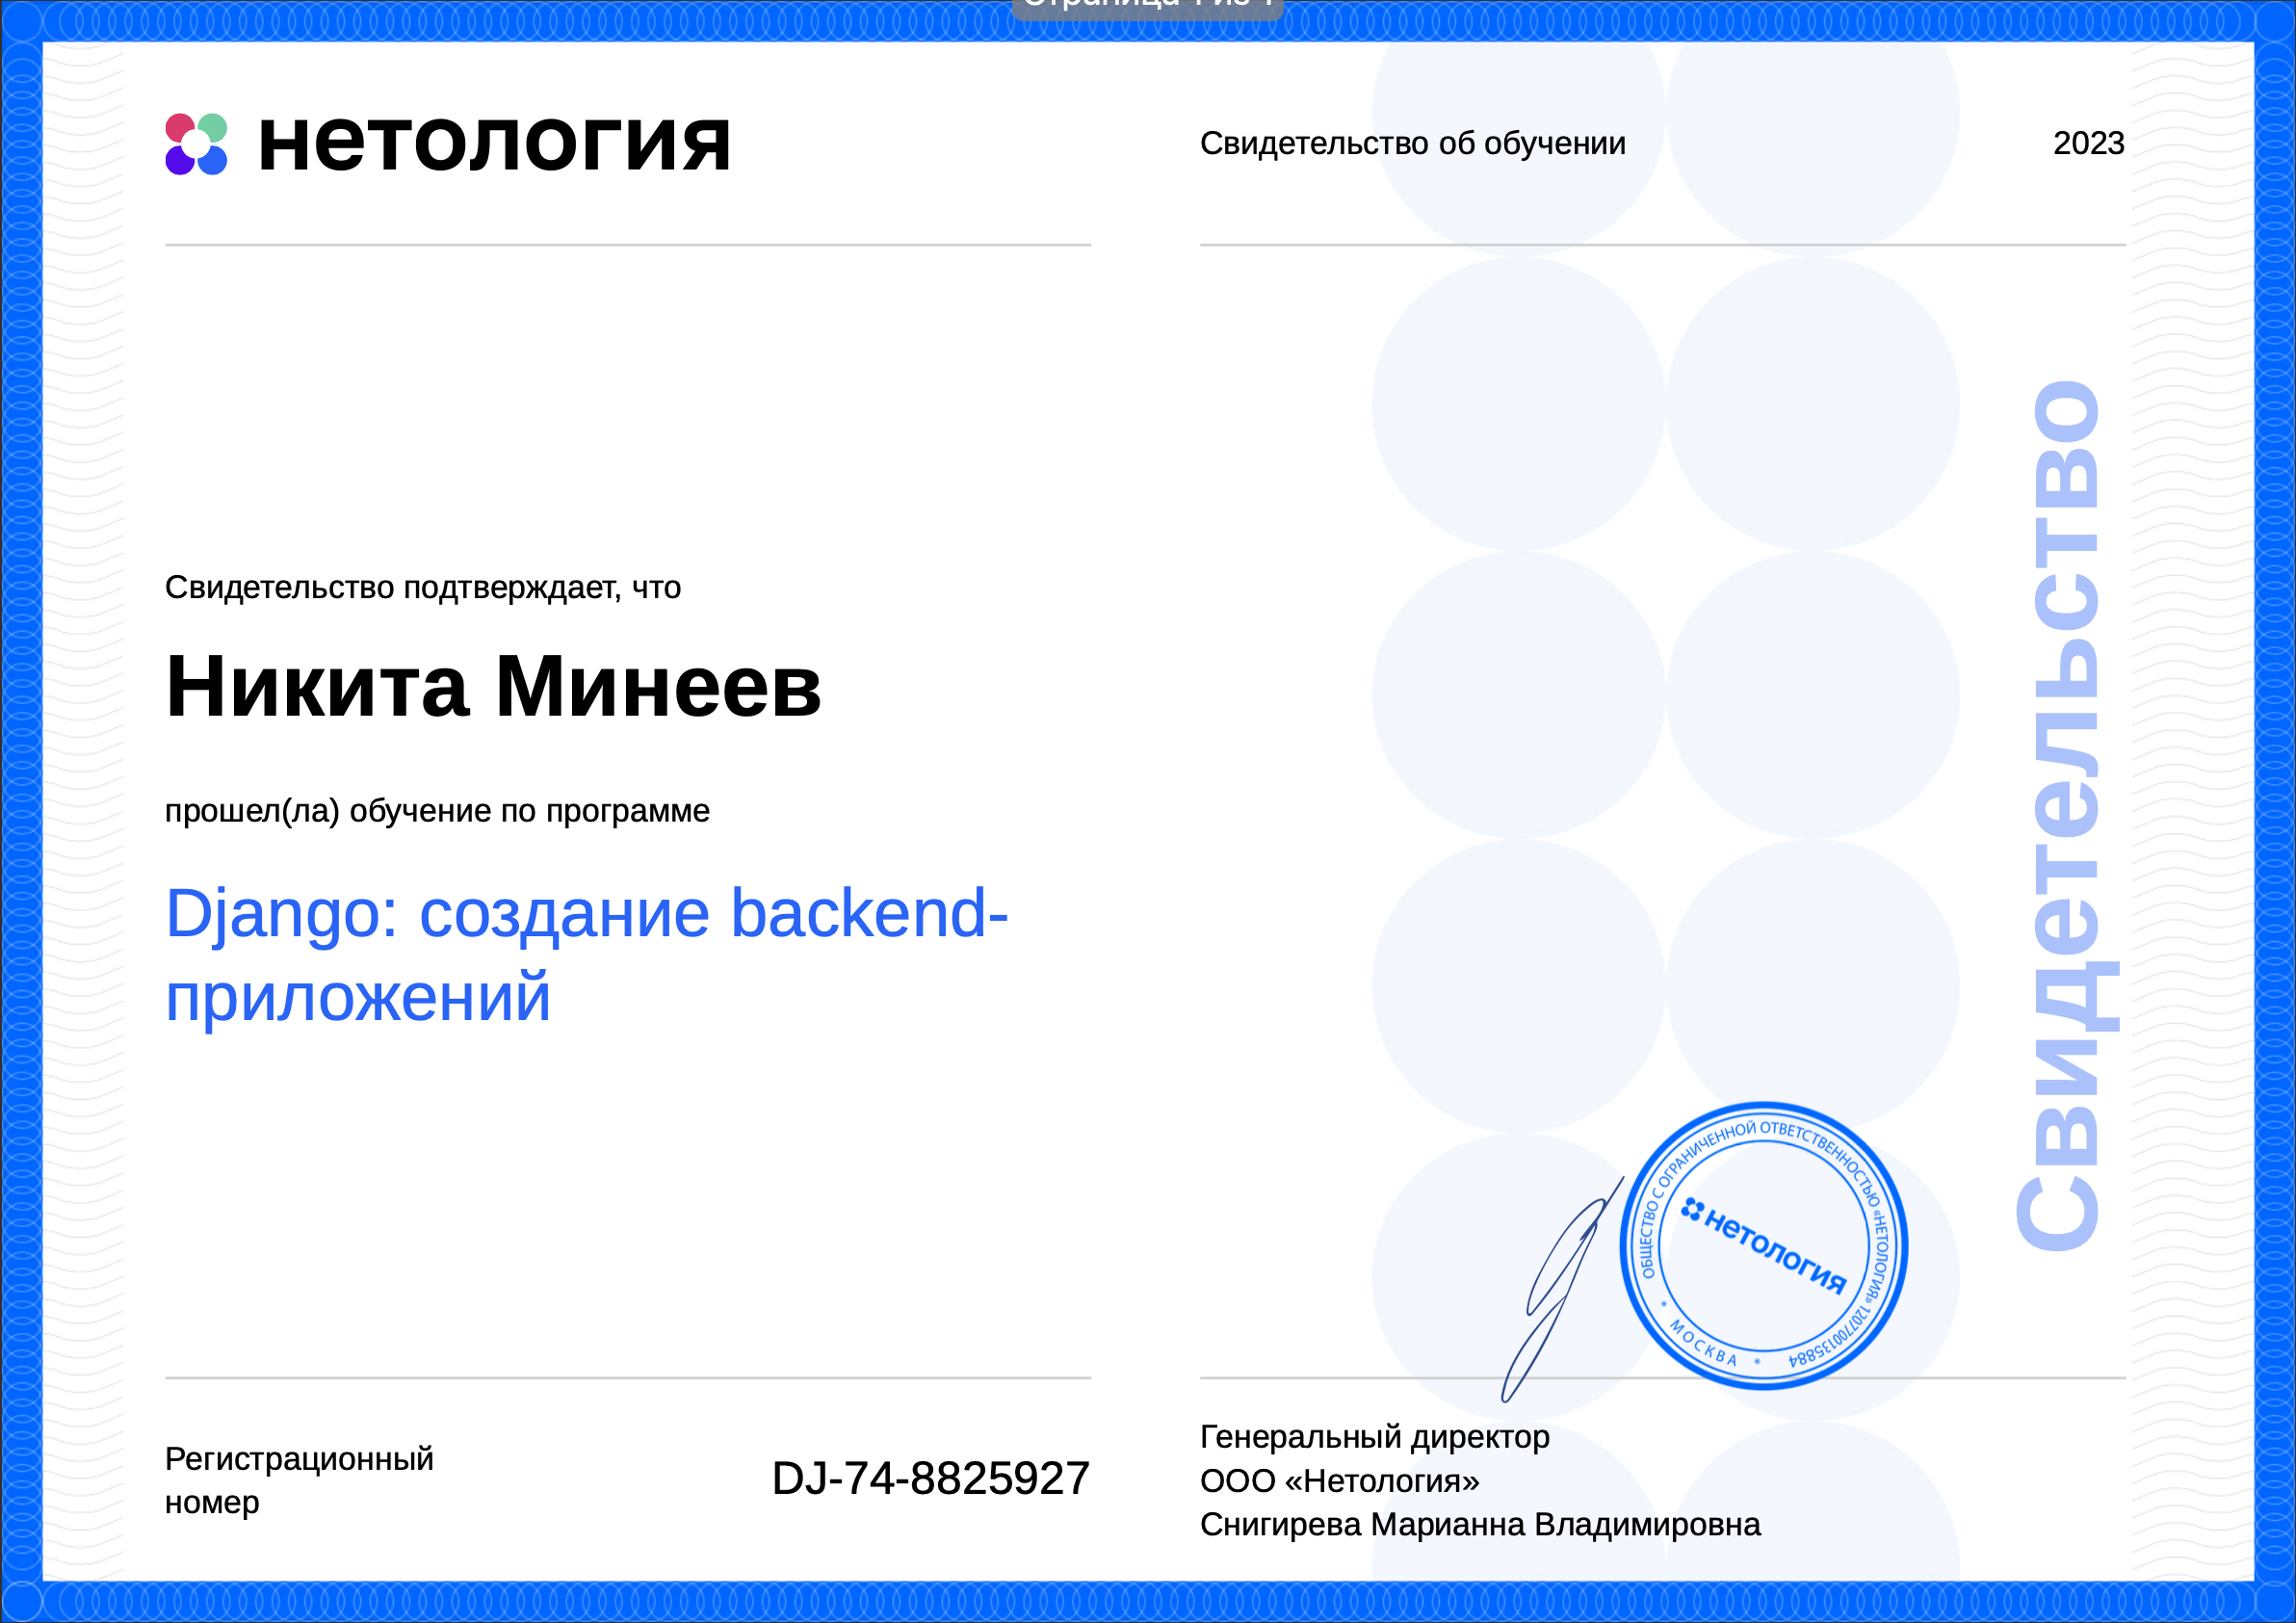 нетология
Свидетельство об обучении
2023
Свидетельство подтверждает, что
Никита Минеев
прошел(ла) обучение по программе
Django: создание backend-
приложений
Свидетельство
ОБЩЕСТВО С ОГРАНИЧЕННОЙ ОТВЕТСТВЕННОСТЬЮ «НЕТОЛОГИЯ» 1207700135884
* МОСКВА *
нетология
Регистрационный
номер
DJ-74-8825927
Генеральный директор
ООО «Нетология»
Снигирева Марианна Владимировна